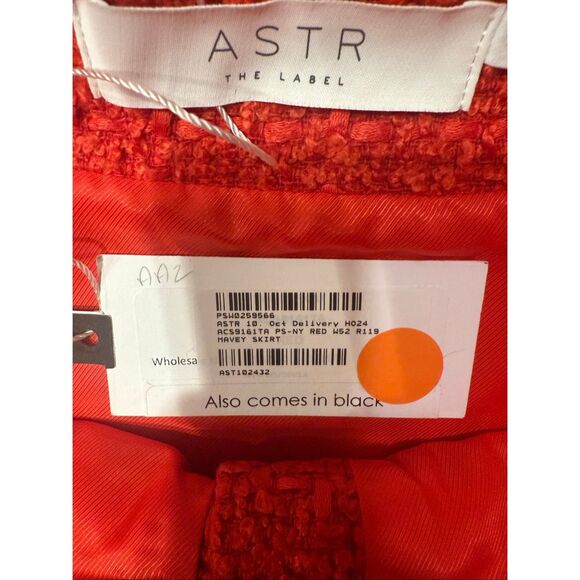 ASTR
THE LABEL
AA2
PSW0259566
ASTR 10. Oct Delivery HO24
ACS9161TA PS-NY RED W52 R119
MAVEY SKIRT
Wholesa
AST102432
Also comes in black